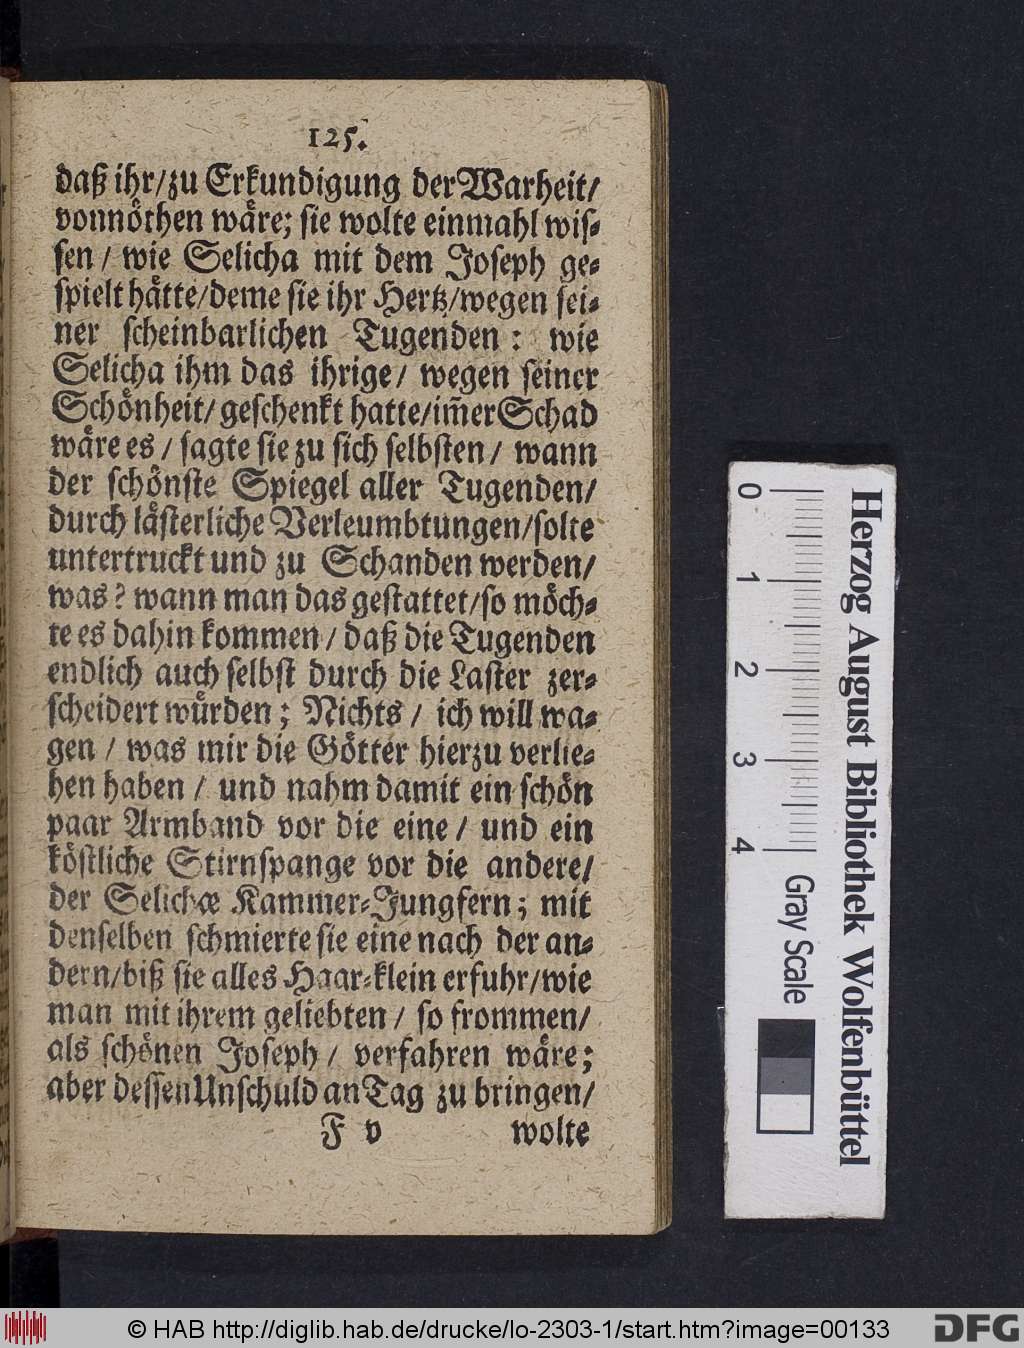 125.
daß ihr/zu Erkundigung der Warheit/
vonnöthen wäre; sie wolte einmahl wis-
sen / wie Selicha mit dem Joseph ge-
spielt hätte/deme sie ihr Hertz/wegen sei-
ner scheinbarlichen Tugenden: wie
Selicha ihm das ihrige/ wegen seiner
Schönheit/ geschenkt hatte/im̃er Schad
wäre es / sagte sie zu sich selbsten/ wann
der schönste Spiegel aller Tugenden/
durch lästerliche Verleumbtungen/solte
untertruckt und zu Schanden werden/
was? wann man das gestattet/so möch-
te es dahin kommen/ daß die Tugenden
endlich auch selbst durch die Laster zer-
scheidert würden; Nichts / ich will wa-
gen / was mir die Götter hierzu verlie-
hen haben / und nahm damit ein schön
paar Armband vor die eine/ und ein
köstliche Stirnspange vor die andere/
der Selichæ Kammer-Jungfern; mit
denselben schmierte sie eine nach der an-
dern/biß sie alles Haar-klein erfuhr/wie
man mit ihrem geliebten/ so frommen/
als schönen Joseph/ verfahren wäre;
aber dessen Unschuld an Tag zu bringen/
F v wolte
0 1 2 3 4 Gray Scale
Herzog August Bibliothek Wolfenbüttel
© HAB http://diglib.hab.de/drucke/lo-2303-1/start.htm?image=00133
DFG